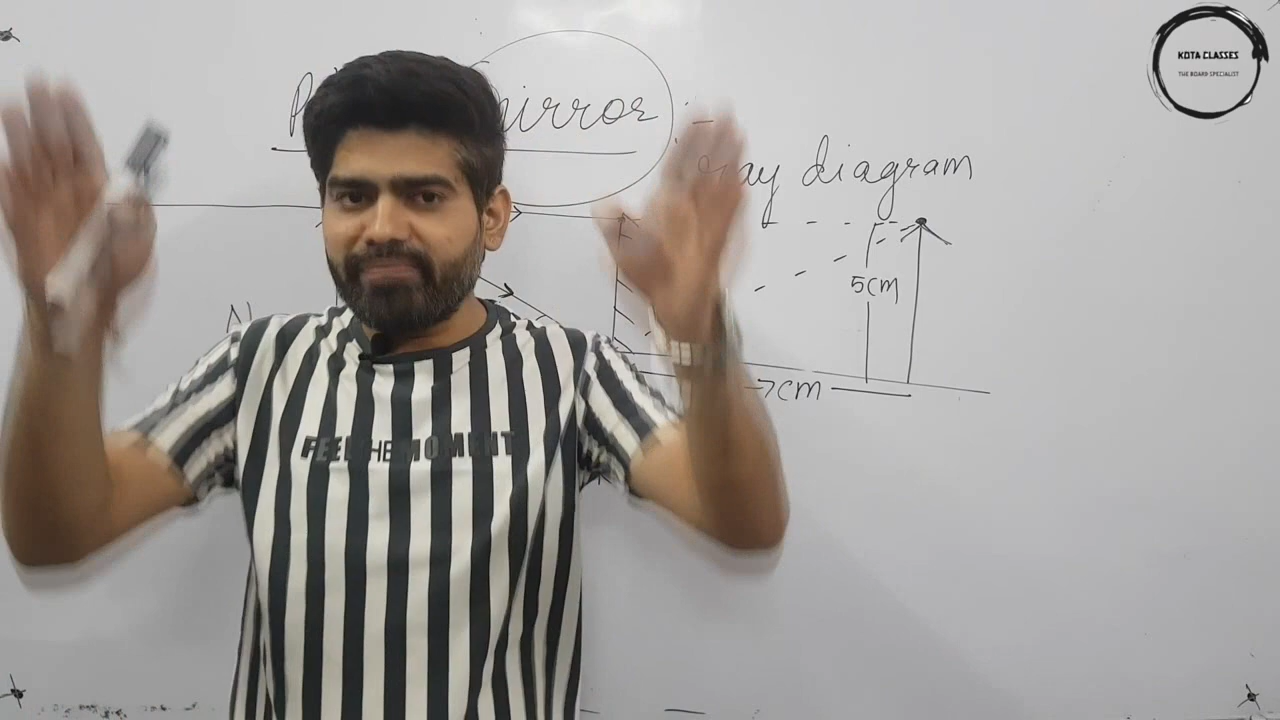 KOTA CLASSES
THE BOARD SPECIALIST
mirror :-
ray diagram
5cm
7cm
FEEL THE MOMENT